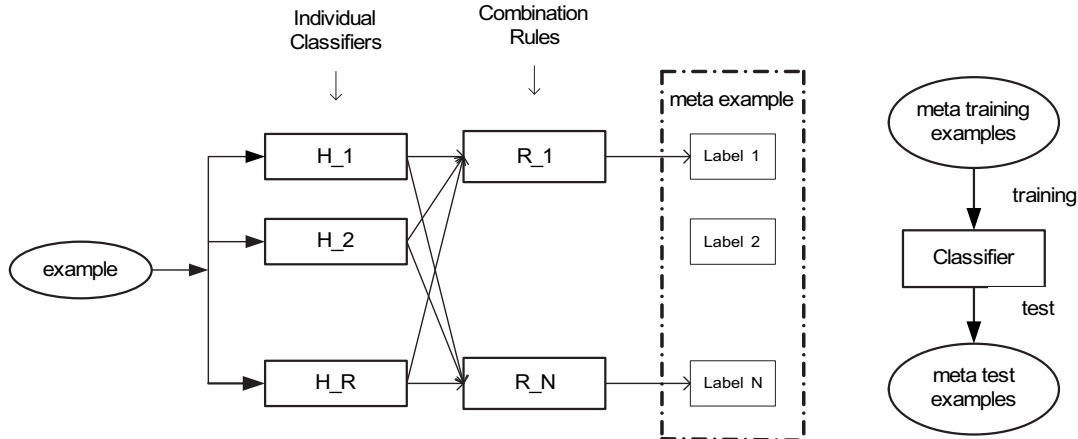 Individual
Classifiers
Combination
Rules
meta example
H_1
R_1
Label 1
H_2
Label 2
example
H_R
R_N
Label N
meta training
examples
training
Classifier
test
meta test
examples